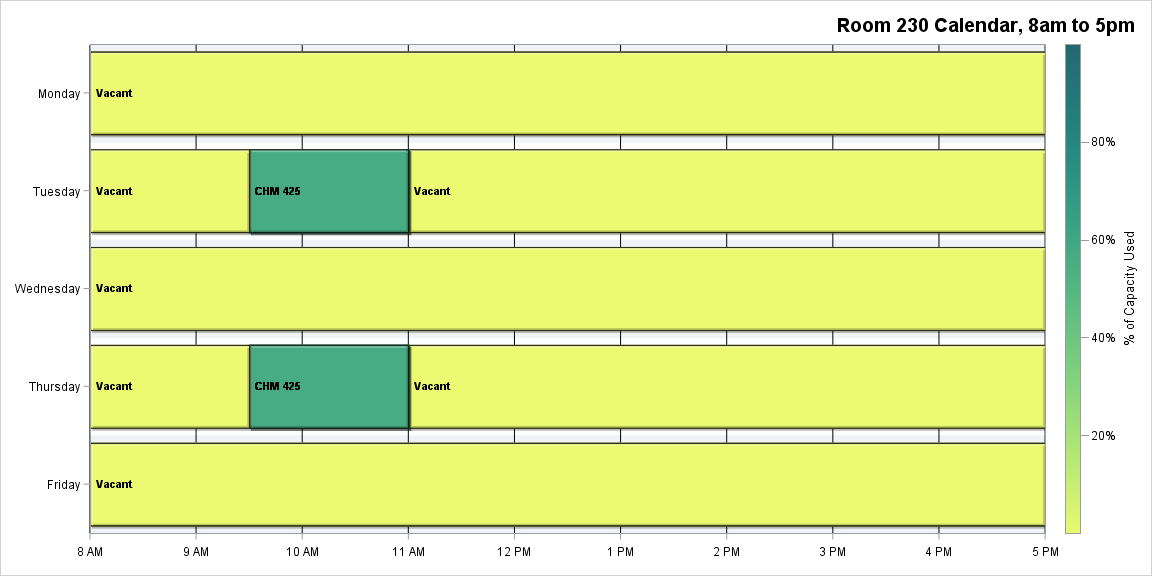 Room 230 Calendar, 8am to 5pm
Monday
Vacant
Tuesday
Vacant
CHM 425
Vacant
Wednesday
Vacant
Thursday
Vacant
CHM 425
Vacant
Friday
Vacant
8 AM 9 AM 10 AM 11 AM 12 PM 1 PM 2 PM 3 PM 4 PM 5 PM
80%
60%
40%
20%
% of Capacity Used